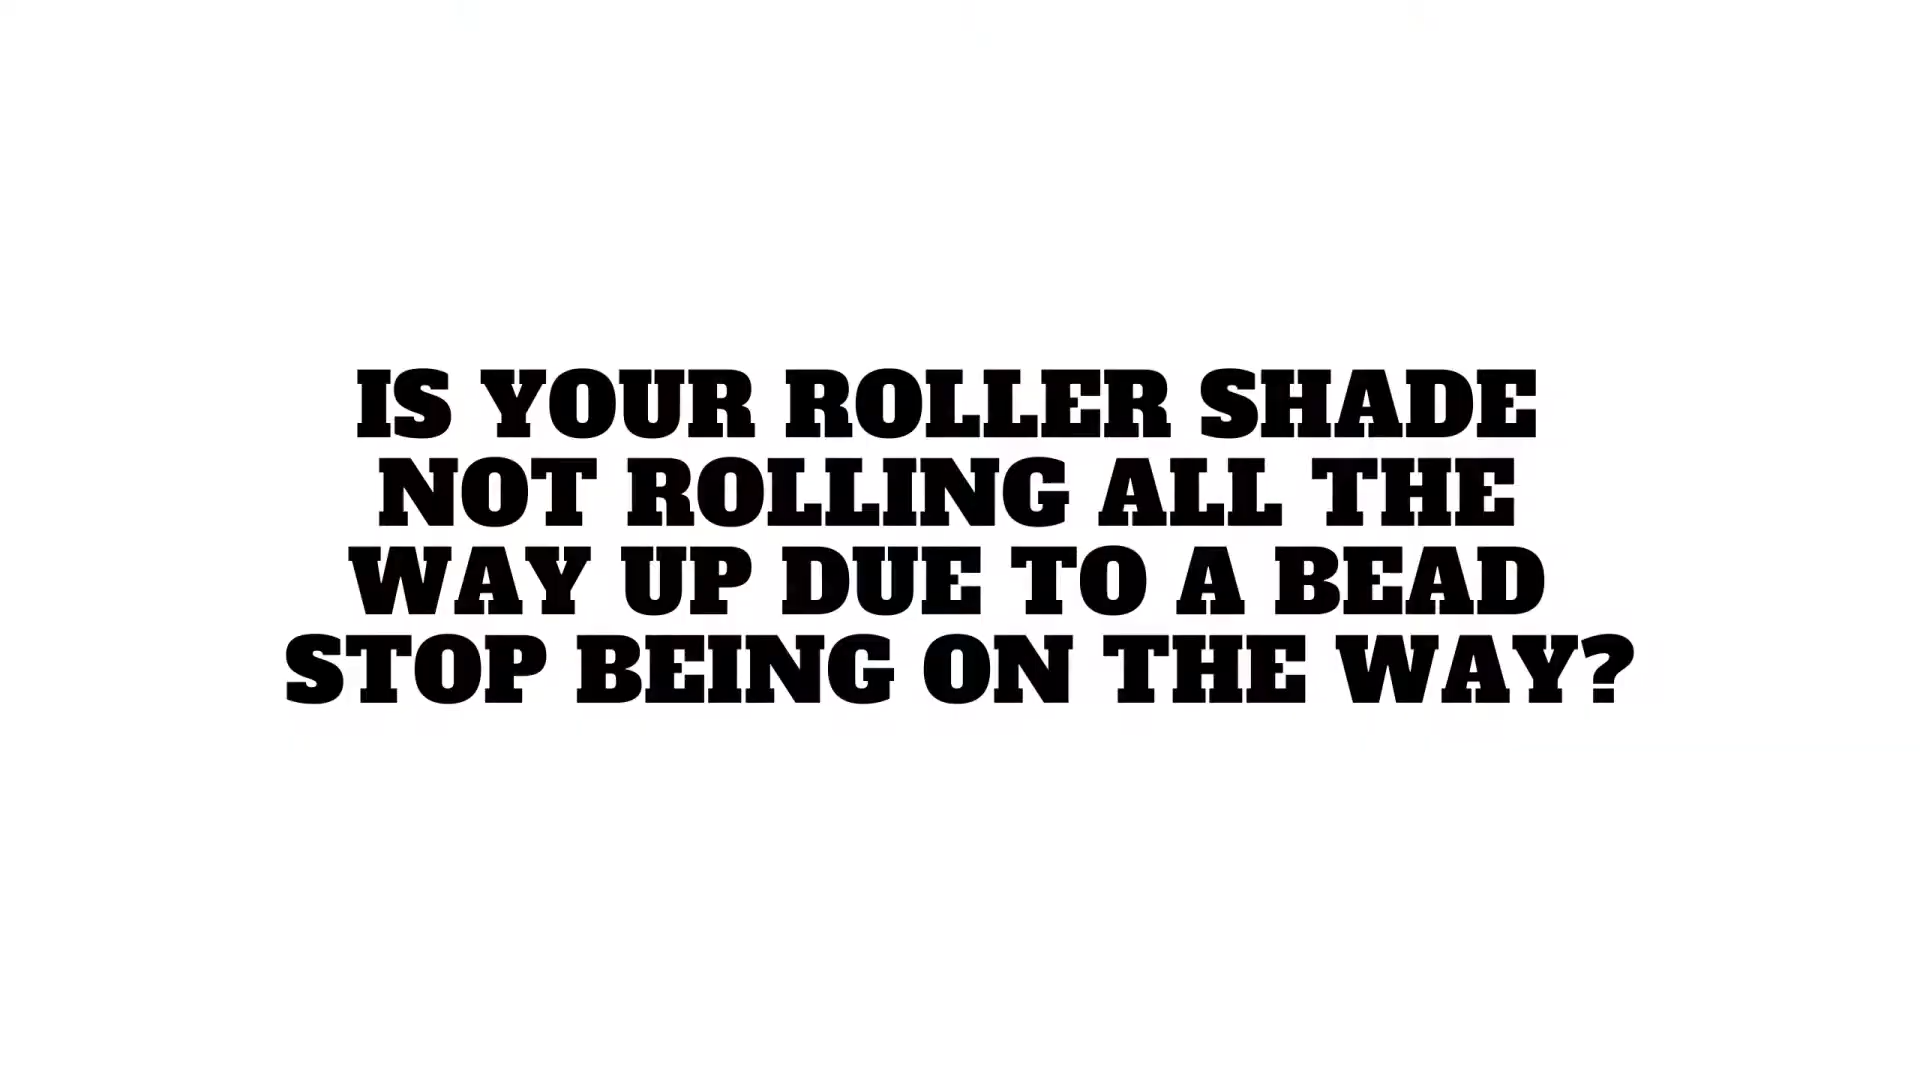 IS YOUR ROLLER SHADE
NOT ROLLING ALL THE
WAY UP DUE TO A BEAD
STOP BEING ON THE WAY?